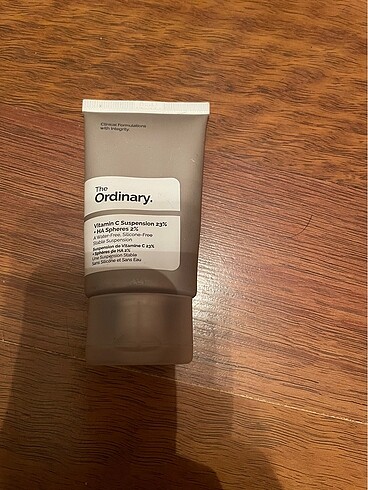 Clinical Formulations
with Integrity.
The
Ordinary.
Vitamin C Suspension 23%
+ HA Spheres 2%
A Water-Free, Silicone-Free
Stable Suspension
Suspension de Vitamine C 23%
+ Sphères de HA 2%
Une Suspension Stable
Sans Silicone et Sans Eau